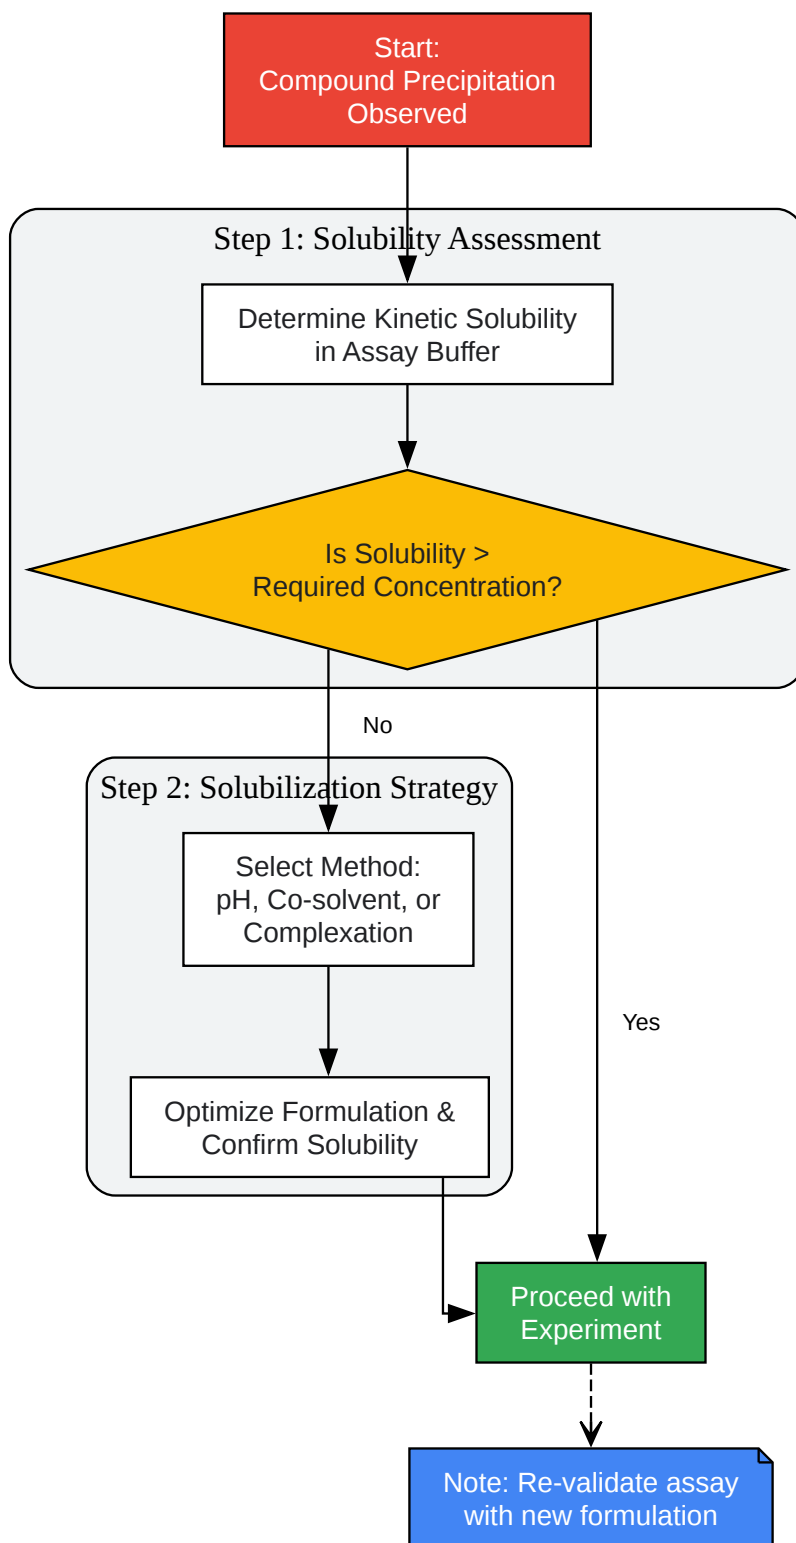 Start:
Compound Precipitation
Observed
Step 1: Solubility Assessment
Determine Kinetic Solubility
in Assay Buffer
Is Solubility >
Required Concentration?
No
Step 2: Solubilization Strategy
Select Method:
pH, Co-solvent, or
Complexation
Yes
Optimize Formulation &
Confirm Solubility
Proceed with
Experiment
Note: Re-validate assay
with new formulation